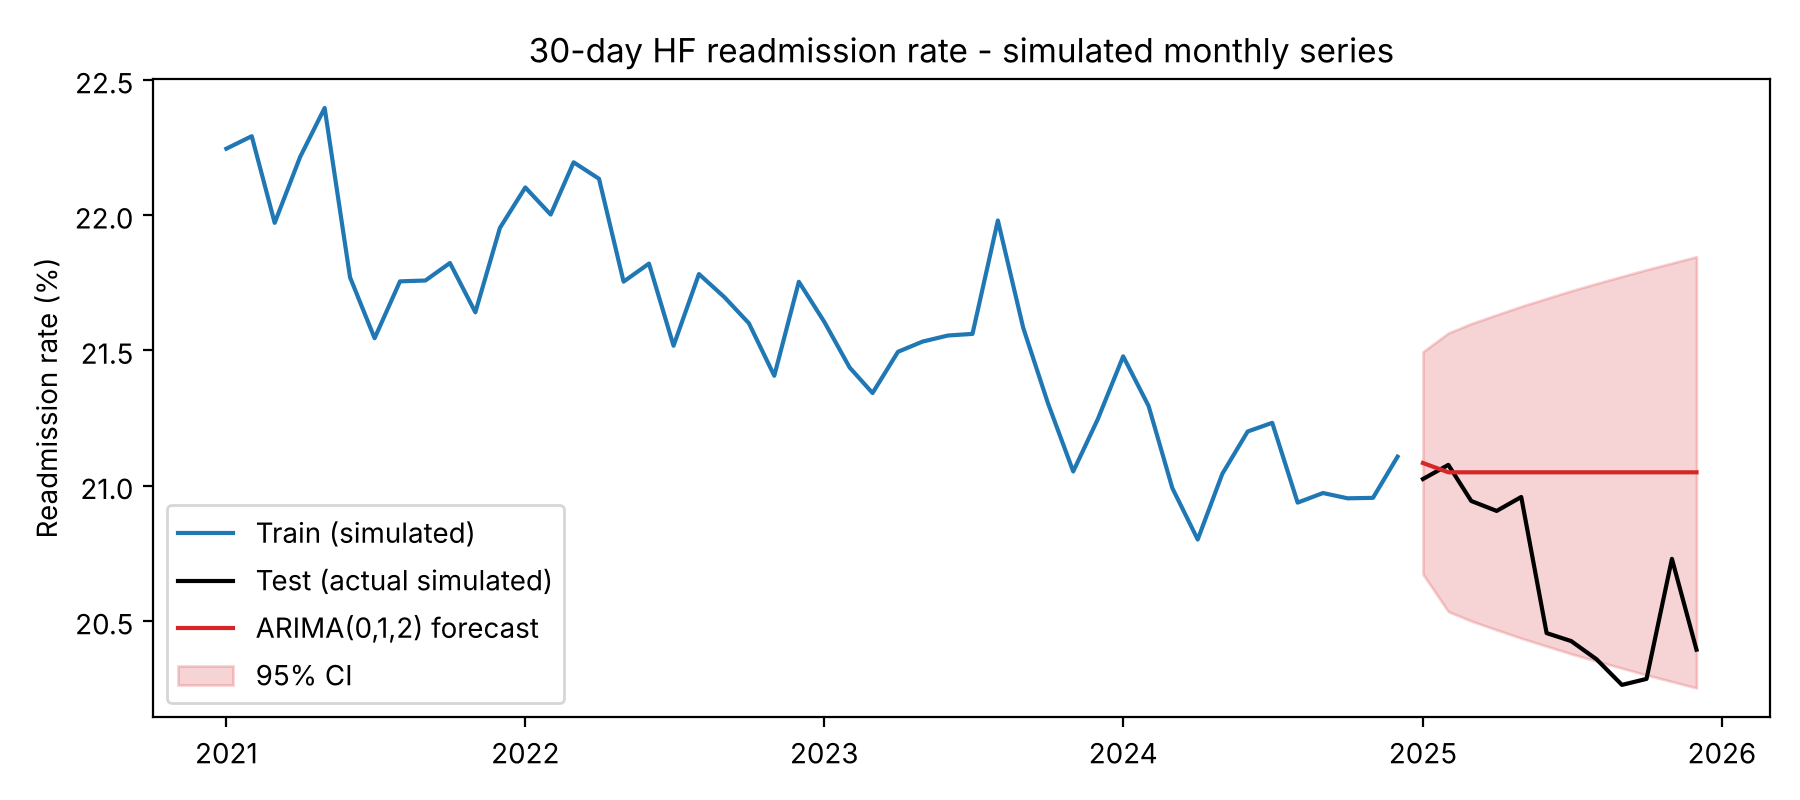 30-day HF readmission rate - simulated monthly series
Readmission rate (%)
22.5
22.0
21.5
21.0
20.5
Train (simulated)
Test (actual simulated)
ARIMA(0,1,2) forecast
95% CI
2021
2022
2023
2024
2025
2026